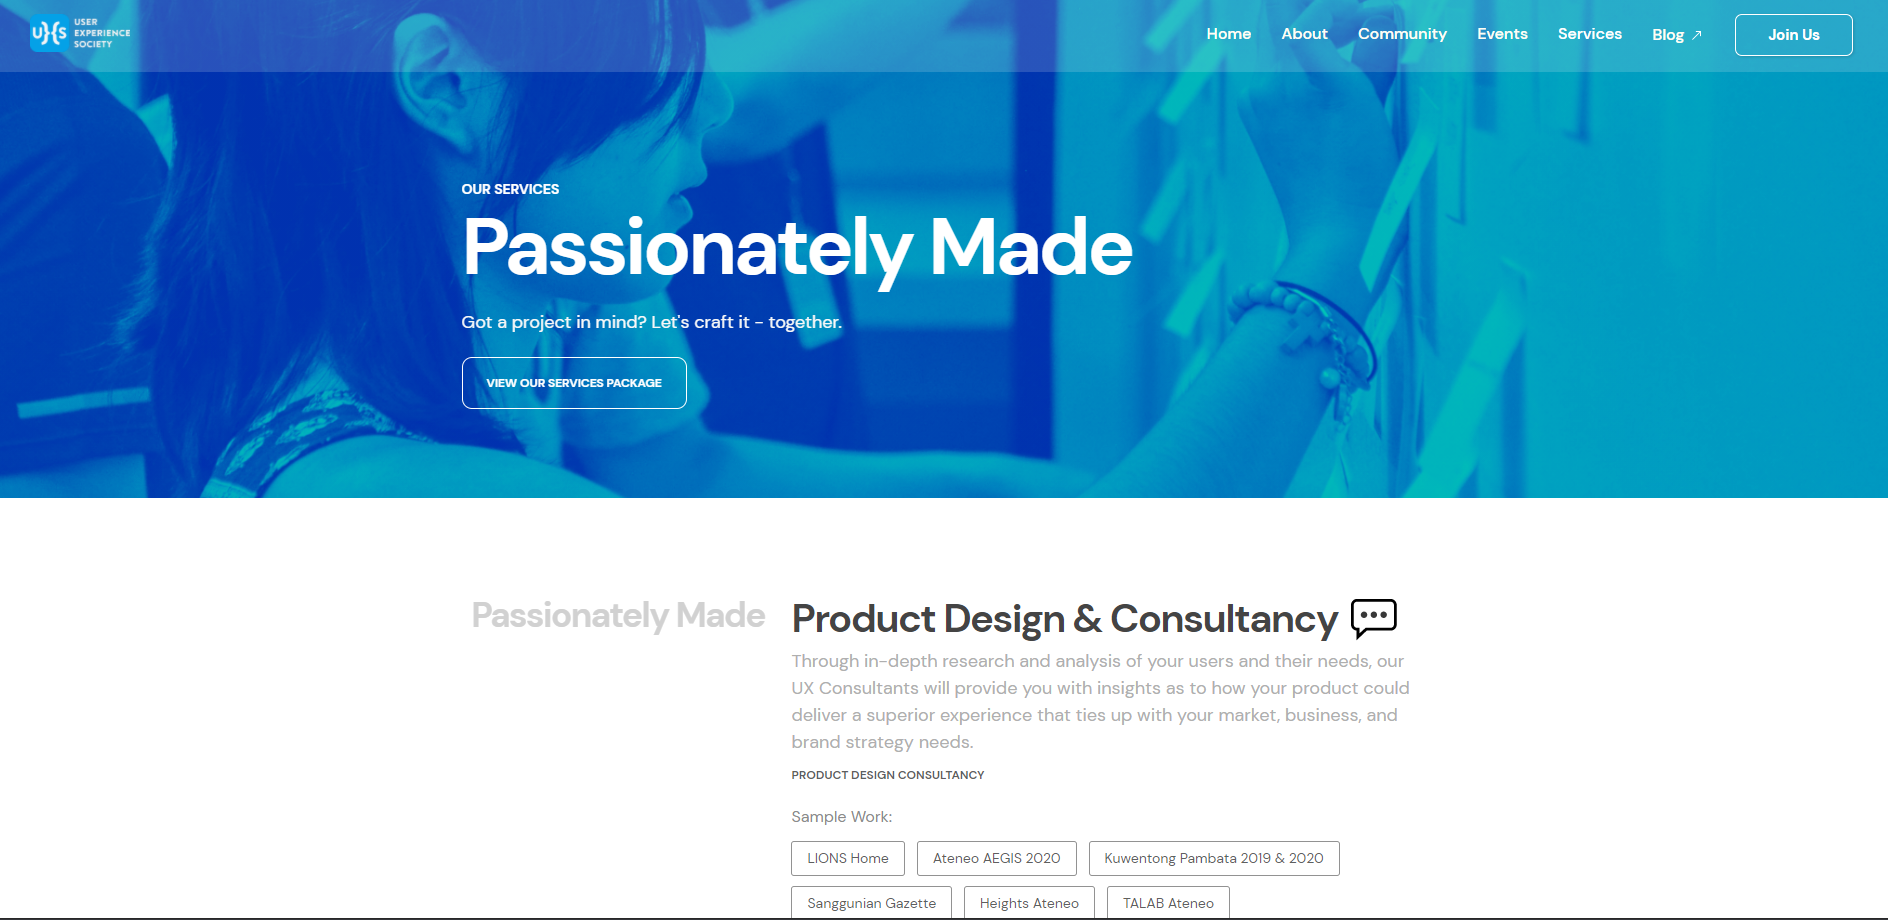 UXS
USER
EXPERIENCE
SOCIETY
Home
About
Community
Events
Services
Blog ↗
Join Us
OUR SERVICES
Passionately Made
Got a project in mind? Let's craft it - together.
VIEW OUR SERVICES PACKAGE
Passionately Made
Product Design & Consultancy
Through in-depth research and analysis of your users and their needs, our
UX Consultants will provide you with insights as to how your product could
deliver a superior experience that ties up with your market, business, and
brand strategy needs.
PRODUCT DESIGN CONSULTANCY
Sample Work:
LIONS Home
Ateneo AEGIS 2020
Kuwentong Pambata 2019 & 2020
Sanggunian Gazette
Heights Ateneo
TALAB Ateneo